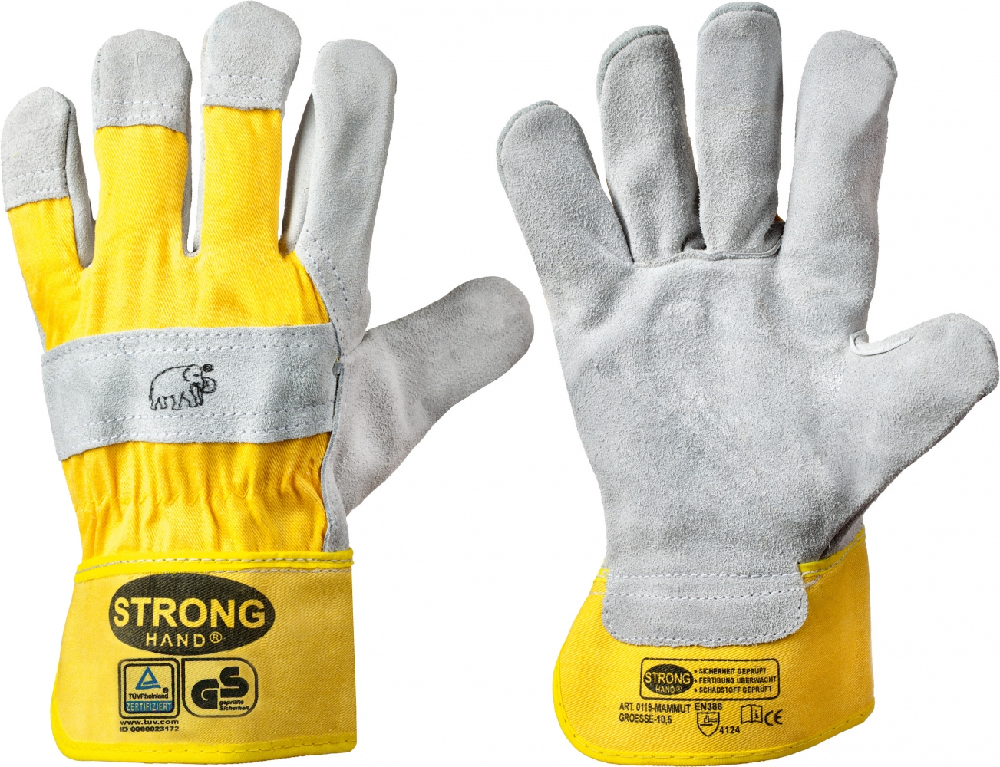 STRONG
HAND®
TÜVRheinland
ZERTIFIZIERT
www.tuv.com
ID 0000023172
GS
geprüfte
Sicherheit
STRONG
HAND®
• SICHERHEIT GEPRÜFT
• FERTIGUNG ÜBERWACHT
• SCHADSTOFF GEPRÜFT
ART. 0119-MAMMUT EN388
GROESSE-10,5
4124
i
CE